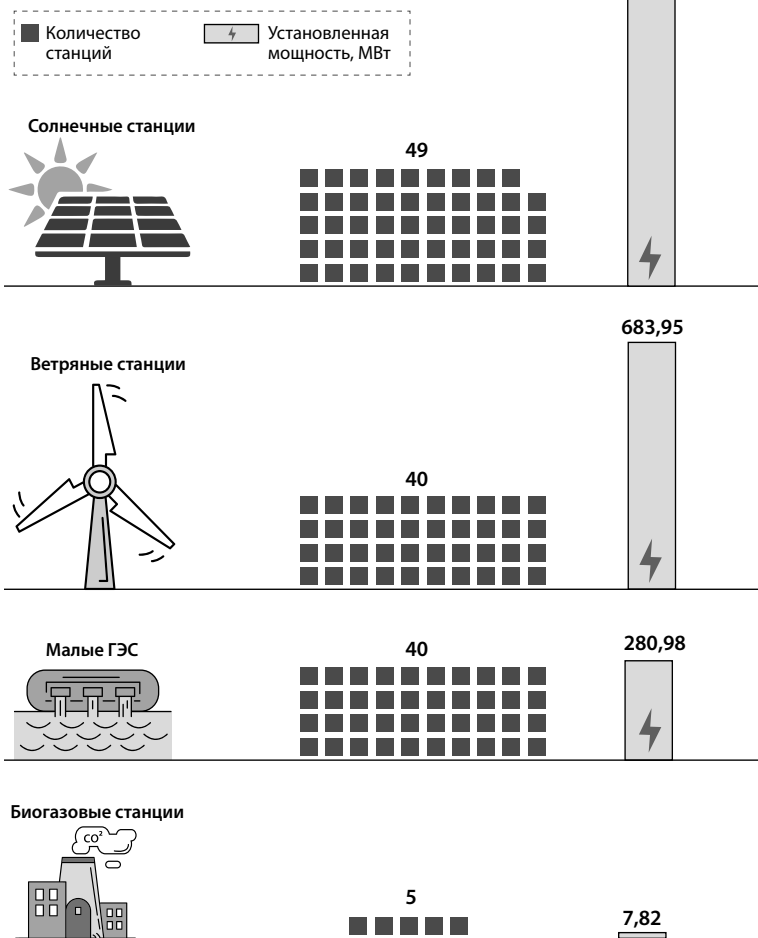 Количество
станций
Установленная
мощность, МВт
Солнечные станции
49
683,95
Ветряные станции
40
Малые ГЭС
40
280,98
Биогазовые станции
CO²
5
7,82